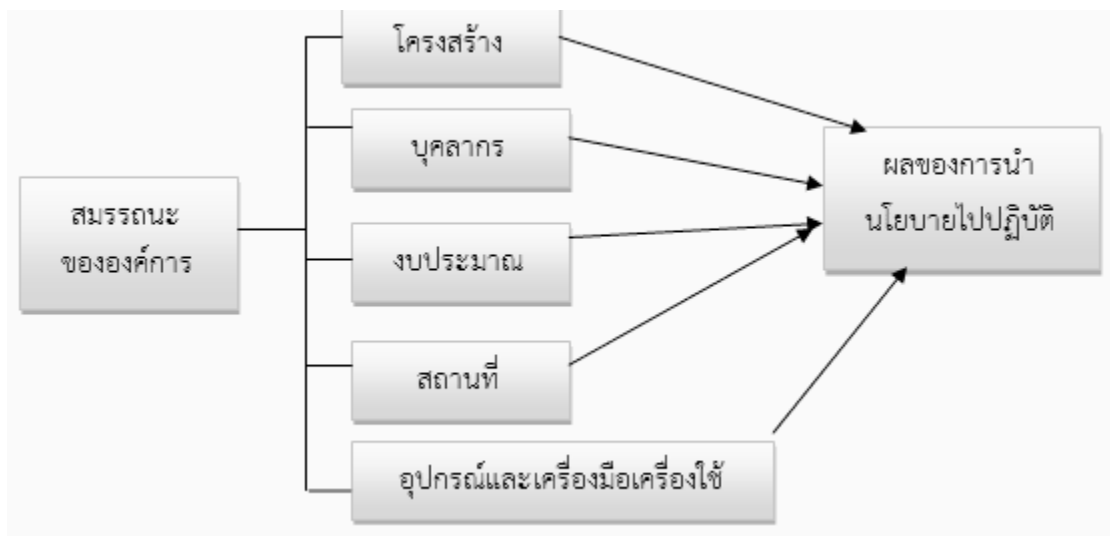 โครงสร้าง
บุคลากร
สมรรถนะ
ขององค์การ
งบประมาณ
สถานที่
อุปกรณ์และเครื่องมือเครื่องใช้
ผลของการนำ
นโยบายไปปฏิบัติ